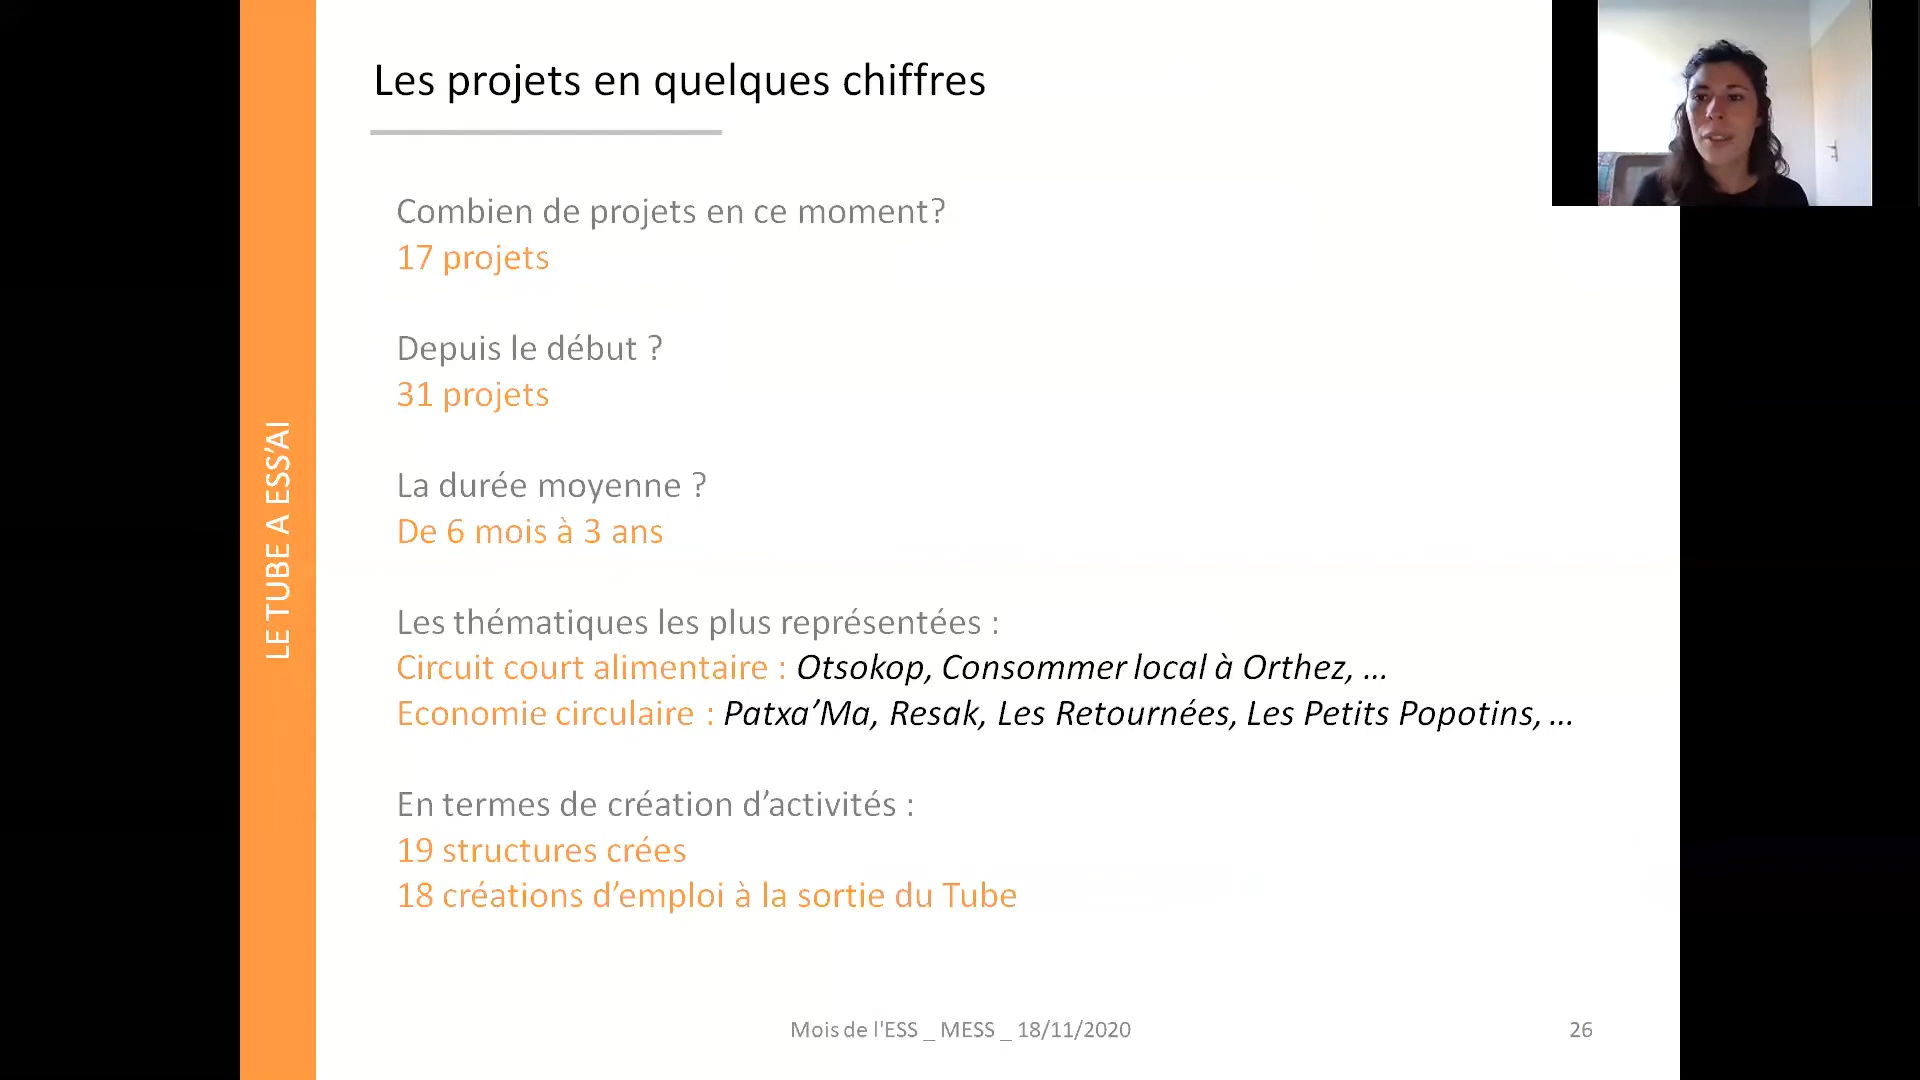 Les projets en quelques chiffres
Combien de projets en ce moment?
17 projets
Depuis le début ?
31 projets
La durée moyenne ?
De 6 mois à 3 ans
Les thématiques les plus représentées :
Circuit court alimentaire : Otsokop, Consommer local à Orthez, ...
Economie circulaire : Patxa’Ma, Resak, Les Retournées, Les Petits Popotins, ...
En termes de création d’activités :
19 structures crées
18 créations d’emploi à la sortie du Tube
LE TUBE A ESS’AI
Mois de l'ESS _ MESS _ 18/11/2020
26